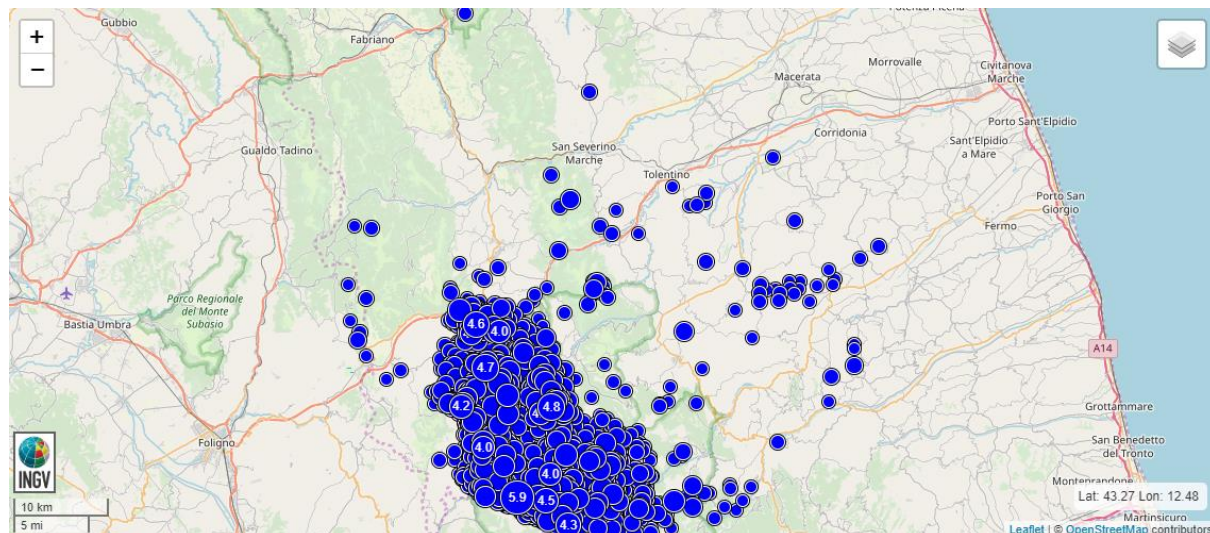 Gubbio
Potenza Picena
+
−
Fabriano
Morrovalle
Civitanova
Marche
Macerata
Porto Sant'Elpidio
Corridonia
Sant'Elpidio
a Mare
Gualdo Tadino
San Severino
Marche
Tolentino
Porto San
Giorgio
Fermo
Parco Regionale
del Monte
Subasio
Bastia Umbra
4.6
4.0
A14
4.7
4.2
4.8
Grottammare
Foligno
4.0
San Benedetto
del Tronto
INGV
4.0
Monteprandone
5.9
4.5
Lat: 43.27 Lon: 12.48
10 km
5 mi
4.3
Martinsicuro
Leaflet | © OpenStreetMap contributors